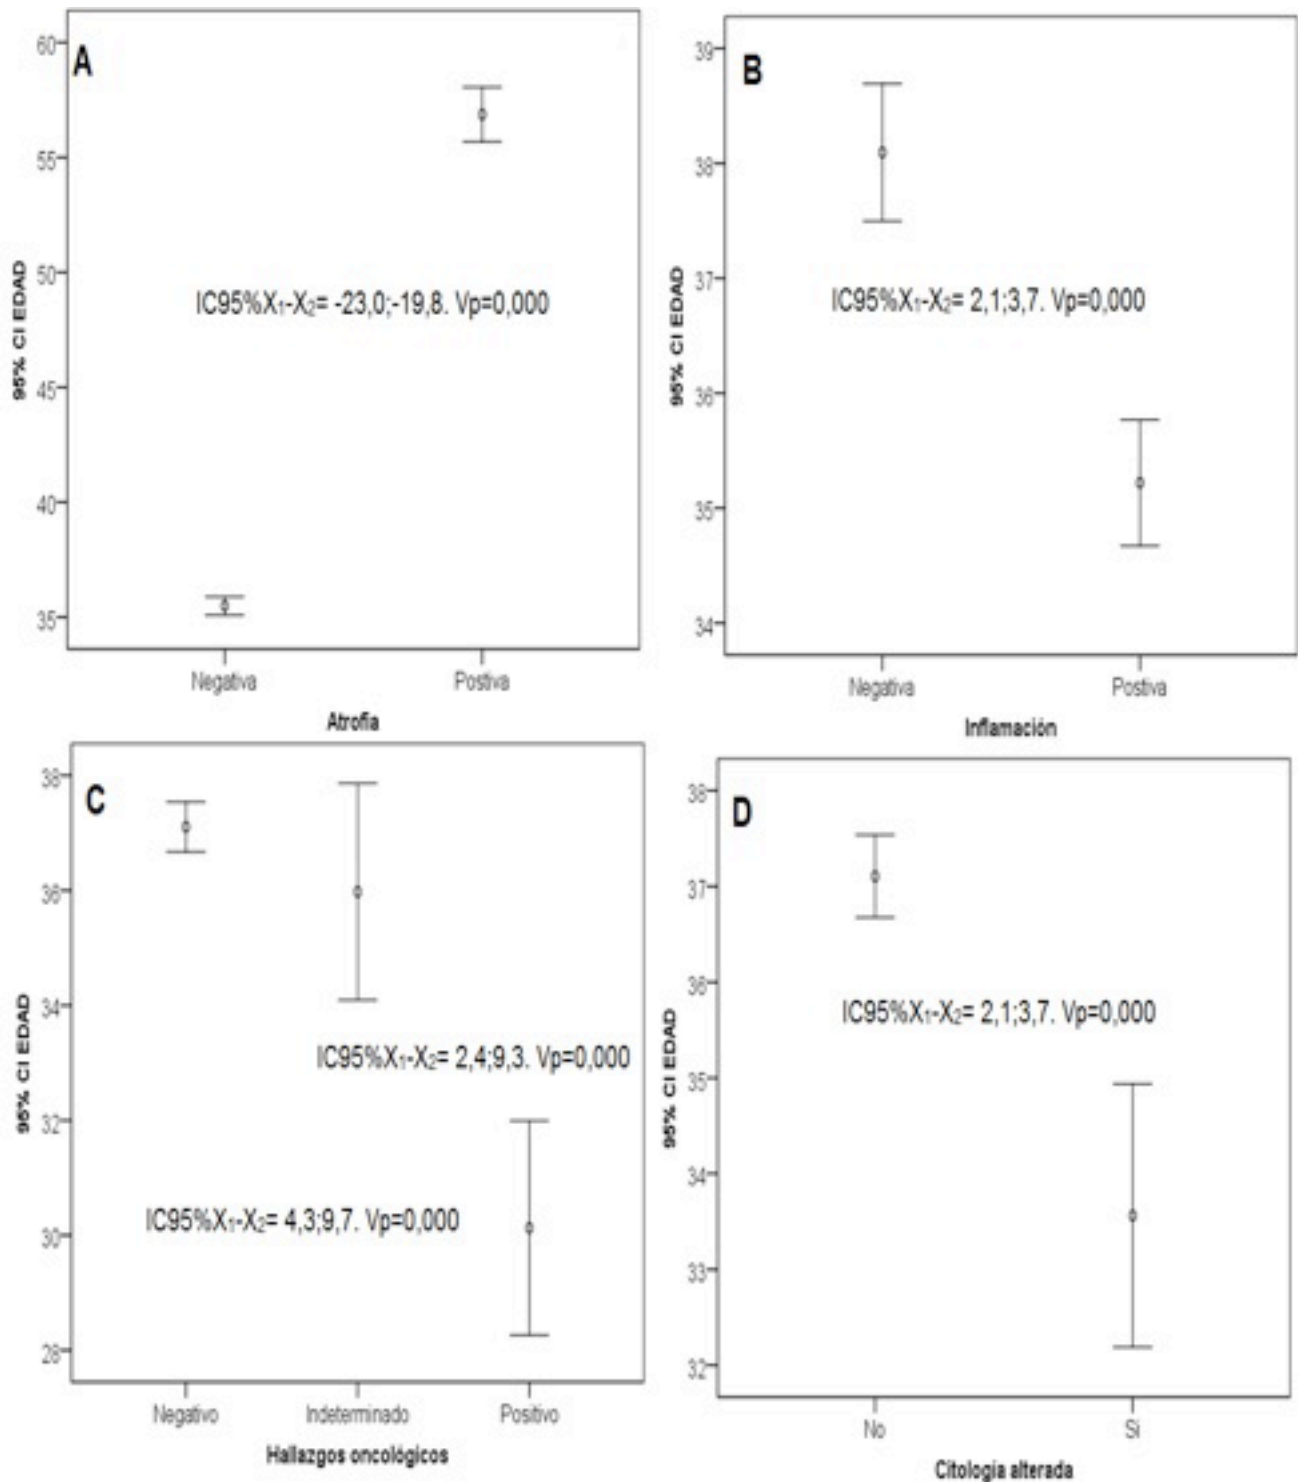 A
60
55
50
45
40
35
95% CI EDAD
IC95%X₁-X₂= -23,0;-19,8. Vp=0,000
Negativa
Postiva
Atrofia
B
39
38
37
36
35
34
95% CI EDAD
IC95%X₁-X₂= 2,1;3,7. Vp=0,000
Negativa
Postiva
Inflamación
C
38
36
34
32
30
28
95% CI EDAD
IC95%X₁-X₂= 2,4;9,3. Vp=0,000
IC95%X₁-X₂= 4,3;9,7. Vp=0,000
Negativo
Indeterminado
Positivo
Hallazgos oncológicos
D
38
37
36
35
34
33
32
95% CI EDAD
IC95%X₁-X₂= 2,1;3,7. Vp=0,000
No
Si
Citología alterada